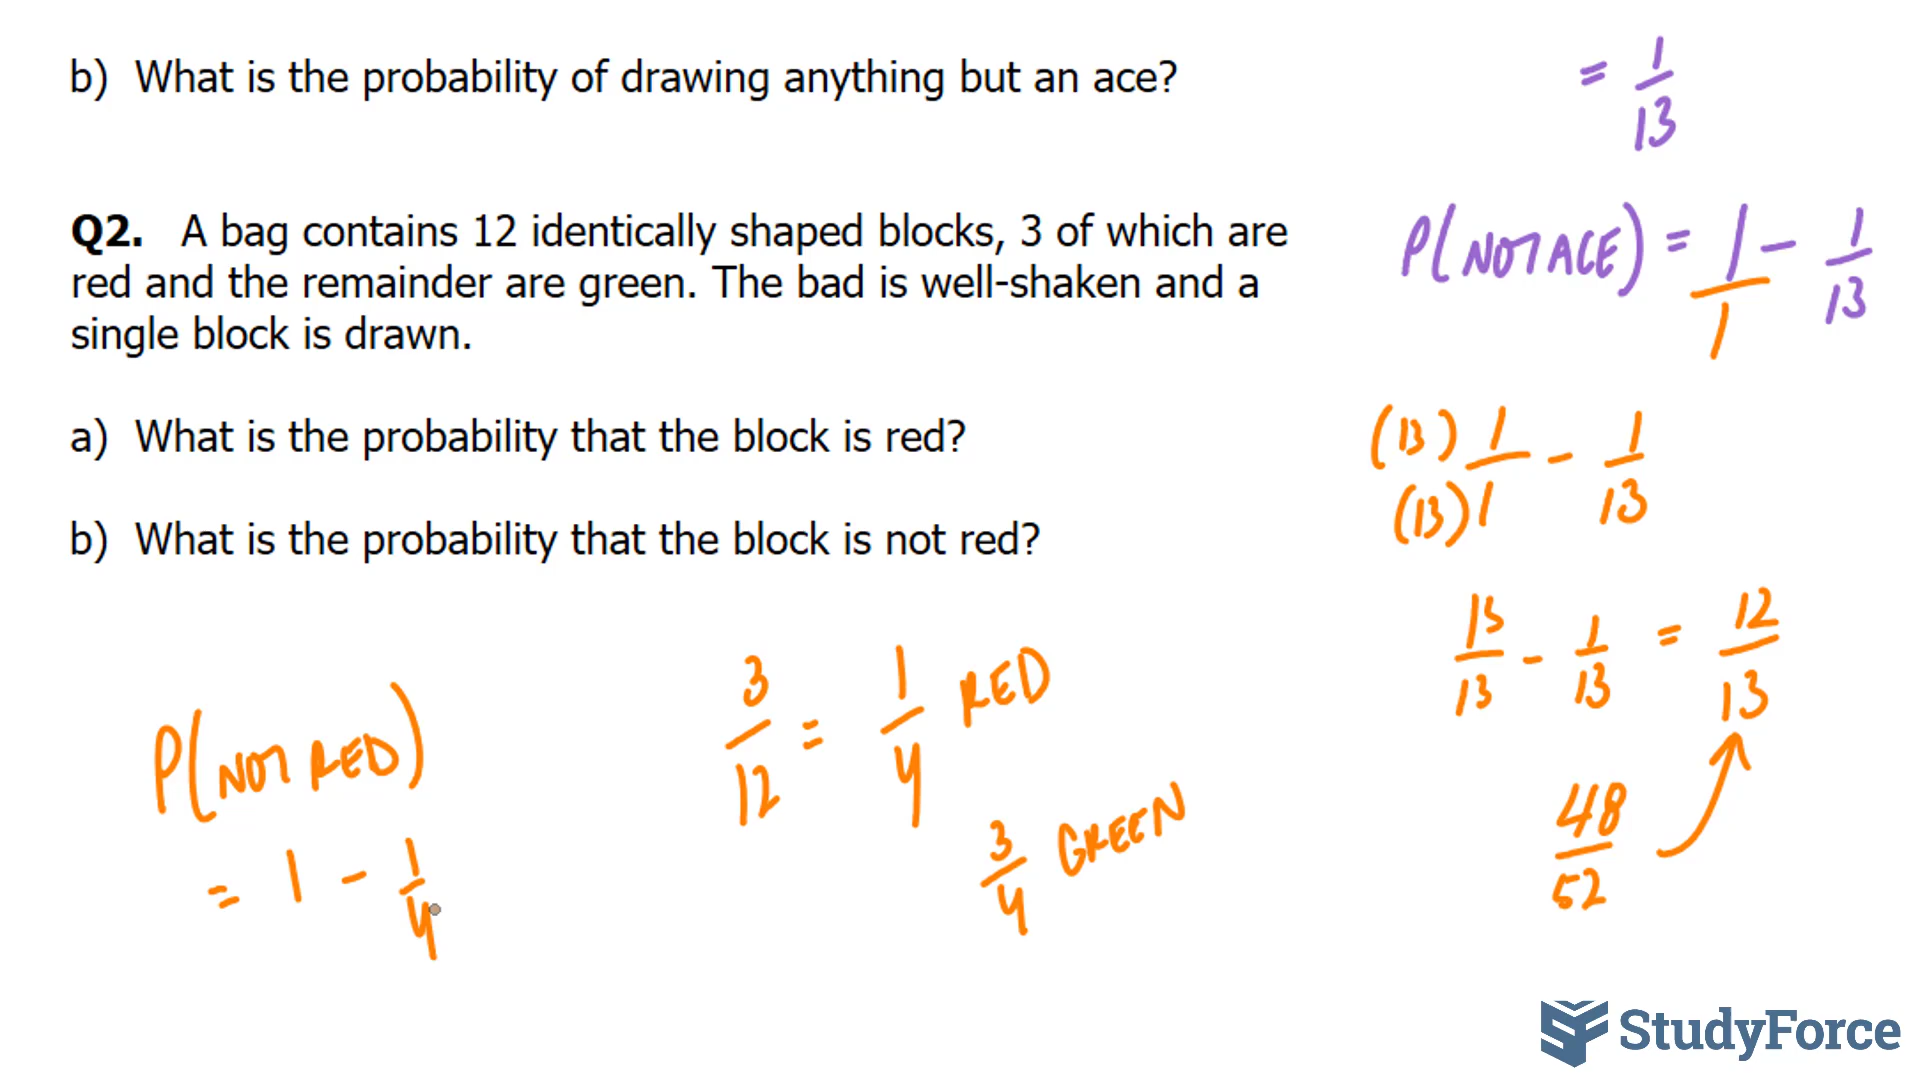 b) What is the probability of drawing anything but an ace?
Q2. A bag contains 12 identically shaped blocks, 3 of which are
red and the remainder are green. The bad is well-shaken and a
single block is drawn.
a) What is the probability that the block is red?
b) What is the probability that the block is not red?
= 1/13
P(NOT ACE) = 1/1 - 1/13
(13) 1/(13) 1 - 1/13
13/13 - 1/13 = 12/13
48/52
3/12 = 1/4 RED
3/4 GREEN
P(NOT RED)
= 1 - 1/4
StudyForce